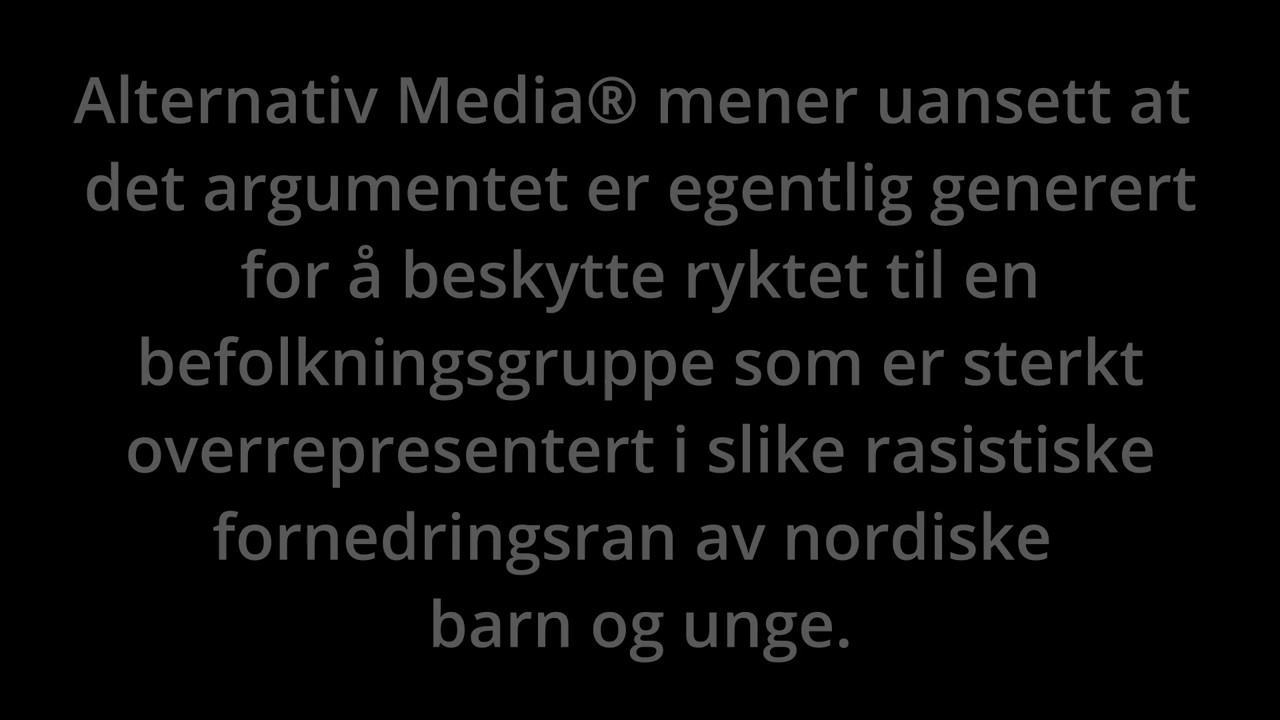 Alternativ Media® mener uansett at
det argumentet er egentlig generert
for å beskytte ryktet til en
befolkningsgruppe som er sterkt
overrepresentert i slike rasistiske
fornedringsran av nordiske
barn og unge.